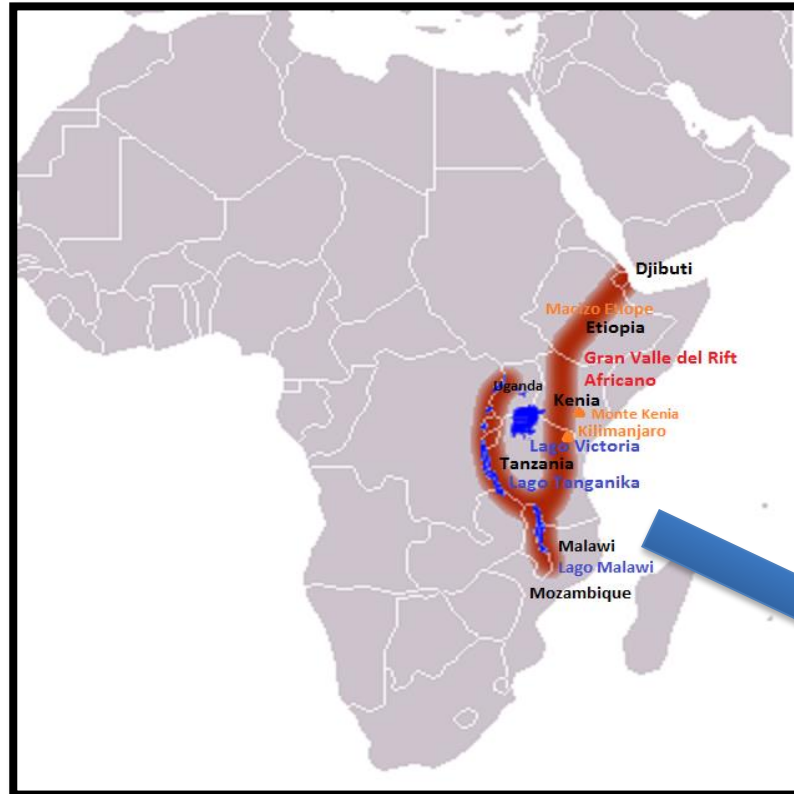 Djibuti
Macizo Etiope
Etiopia
Gran Valle del Rift
Africano
Uganda
Kenia
Monte Kenia
Kilimanjaro
Lago Victoria
Tanzania
Lago Tanganika
Malawi
Lago Malawi
Mozambique